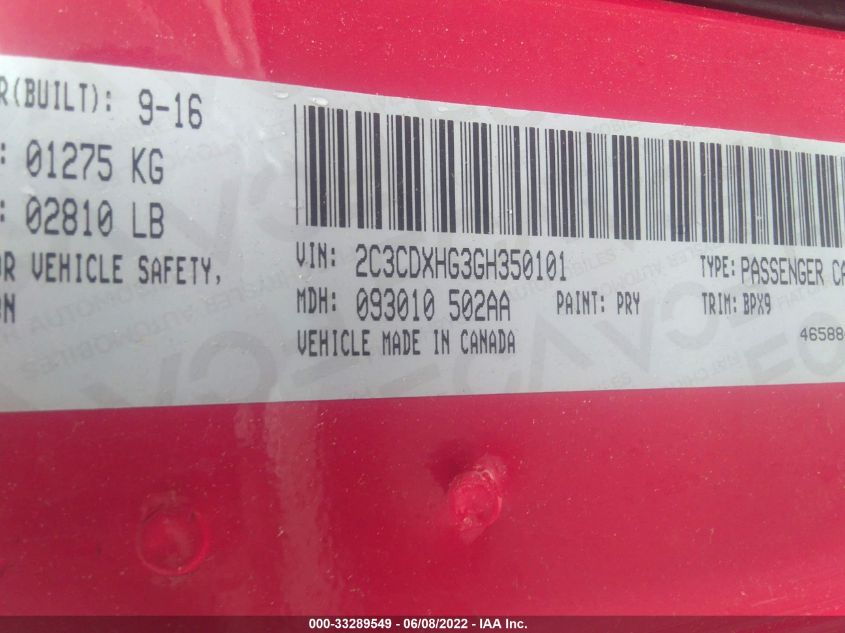 R(BUILT): 9-16
: 01275 KG
: 02810 LB
OR VEHICLE SAFETY,
ON
VIN: 2C3CDXHG3GH350101
TYPE: PASSENGER CA
MDH: 093010 502AA
PAINT: PRY
TRIM: BPX9
VEHICLE MADE IN CANADA
46588
000-33289549 - 06/08/2022 - IAA Inc.